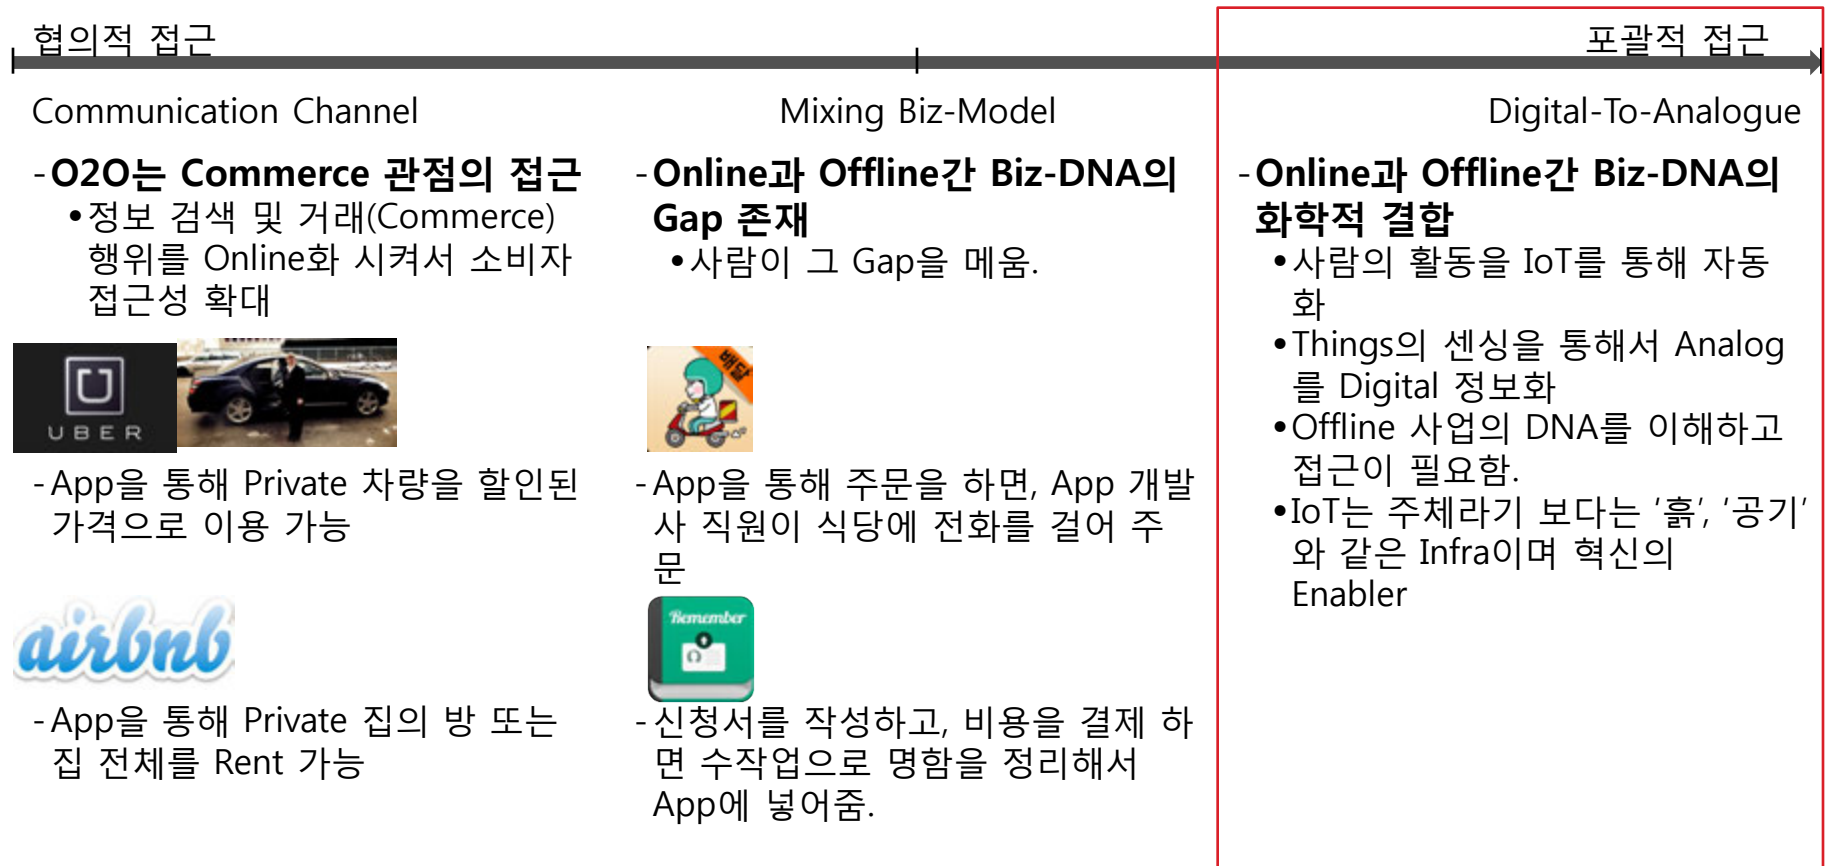 협의적 접근
포괄적 접근
Communication Channel
Mixing Biz-Model
Digital-To-Analogue
-O2O는 Commerce 관점의 접근
•정보 검색 및 거래(Commerce)
행위를 Online화 시켜서 소비자
접근성 확대
UBER
-App을 통해 Private 차량을 할인된
가격으로 이용 가능
airbnb
-App을 통해 Private 집의 방 또는
집 전체를 Rent 가능
-Online과 Offline간 Biz-DNA의
Gap 존재
•사람이 그 Gap을 메움.
배달
-App을 통해 주문을 하면, App 개발
사 직원이 식당에 전화를 걸어 주
문
Remember
-신청서를 작성하고, 비용을 결제 하
면 수작업으로 명함을 정리해서
App에 넣어줌.
-Online과 Offline간 Biz-DNA의
화학적 결합
•사람의 활동을 IoT를 통해 자동
화
•Things의 센싱을 통해서 Analog
를 Digital 정보화
•Offline 사업의 DNA를 이해하고
접근이 필요함.
•IoT는 주체라기 보다는 ‘흙’, ‘공기’
와 같은 Infra이며 혁신의
Enabler